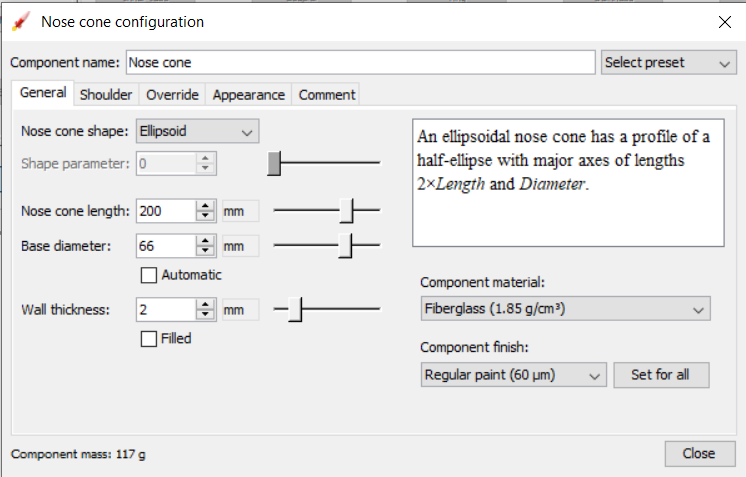 Nose cone configuration
Component name: Nose cone Select preset
General Shoulder Override Appearance Comment
Nose cone shape: Ellipsoid
Shape parameter: 0
Nose cone length: 200 mm
Base diameter: 66 mm
Automatic
Wall thickness: 2 mm
Filled
An ellipsoidal nose cone has a profile of a
half-ellipse with major axes of lengths
2×Length and Diameter.
Component material:
Fiberglass (1.85 g/cm³)
Component finish:
Regular paint (60 µm) Set for all
Component mass: 117 g
Close